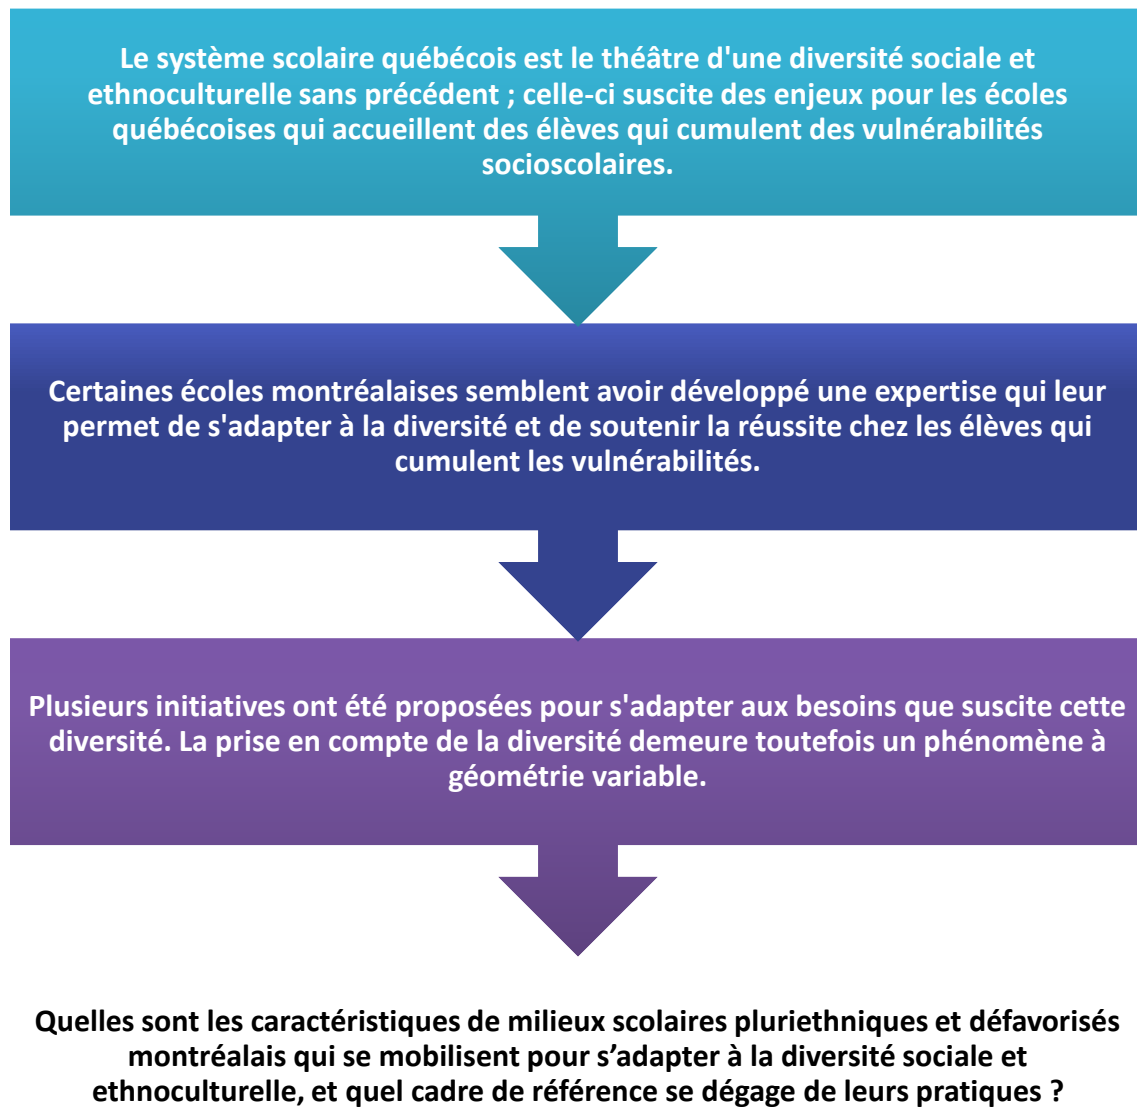 Le système scolaire québécois est le théâtre d'une diversité sociale et
ethnoculturelle sans précédent ; celle-ci suscite des enjeux pour les écoles
québécoises qui accueillent des élèves qui cumulent des vulnérabilités
socioscolaires.
Certaines écoles montréalaises semblent avoir développé une expertise qui leur
permet de s'adapter à la diversité et de soutenir la réussite chez les élèves qui
cumulent les vulnérabilités.
Plusieurs initiatives ont été proposées pour s'adapter aux besoins que suscite cette
diversité. La prise en compte de la diversité demeure toutefois un phénomène à
géométrie variable.
Quelles sont les caractéristiques de milieux scolaires pluriethniques et défavorisés
montréalais qui se mobilisent pour s’adapter à la diversité sociale et
ethnoculturelle, et quel cadre de référence se dégage de leurs pratiques ?